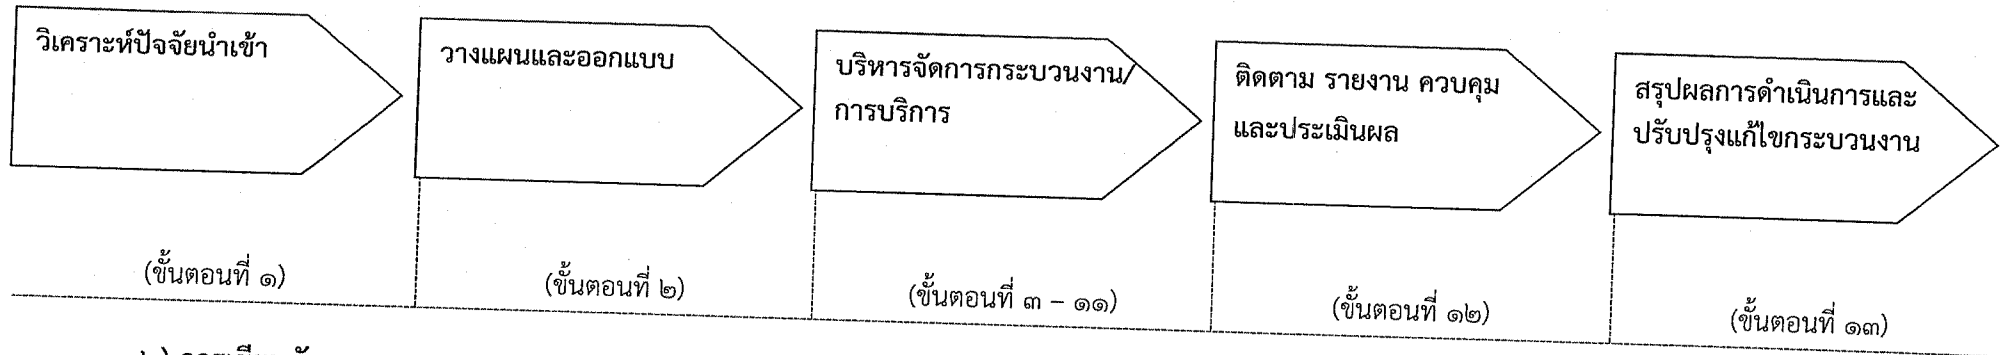 วิเคราะห์ปัจจัยนำเข้า
วางแผนและออกแบบ
บริหารจัดการกระบวนงาน/
การบริการ
ติดตาม รายงาน ควบคุม
และประเมินผล
สรุปผลการดำเนินการและ
ปรับปรุงแก้ไขกระบวนงาน
(ขั้นตอนที่ ๑)
(ขั้นตอนที่ ๒)
(ขั้นตอนที่ ๓ – ๑๑)
(ขั้นตอนที่ ๑๒)
(ขั้นตอนที่ ๑๓)